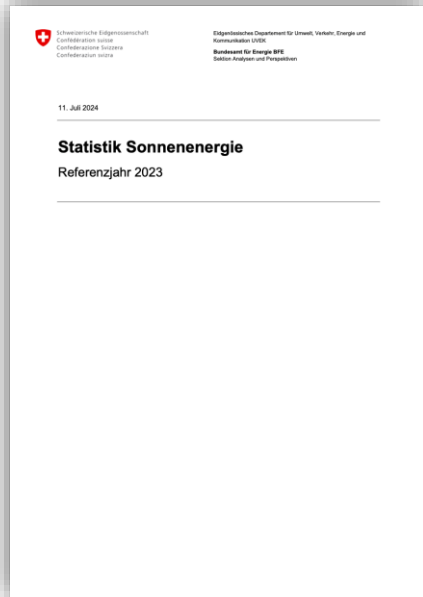 Schweizerische Eidgenossenschaft
Confédération suisse
Confederazione Svizzera
Confederaziun svizra
Eidgenössisches Departement für Umwelt, Verkehr, Energie und
Kommunikation UVEK
Bundesamt für Energie BFE
Sektion Analysen und Perspektiven
11. Juli 2024
Statistik Sonnenenergie
Referenzjahr 2023